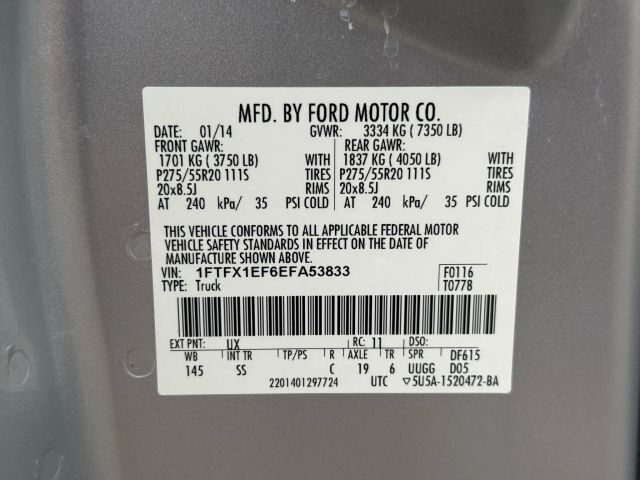 MFD. BY FORD MOTOR CO.
DATE: 01/14 GVWR: 3334 KG ( 7350 LB)
FRONT GAWR: REAR GAWR:
1701 KG ( 3750 LB) WITH 1837 KG ( 4050 LB) WITH
P275/55R20 111S TIRES P275/55R20 111S TIRES
20x8.5J RIMS 20x8.5J RIMS
AT 240 kPa/ 35 PSI COLD AT 240 kPa/ 35 PSI COLD
THIS VEHICLE CONFORMS TO ALL APPLICABLE FEDERAL MOTOR
VEHICLE SAFETY STANDARDS IN EFFECT ON THE DATE OF
MANUFACTURE SHOWN ABOVE.
VIN: 1FTFX1EF6EFA53833 F0116
TYPE: Truck T0778
EXT PNT: UX RC: 11 DSO:
WB INT TR TP/PS R AXLE TR SPR DF615
145 SS C 19 6 UUGG D05
2201401297724 UTC ▽5U5A-1520472-BA